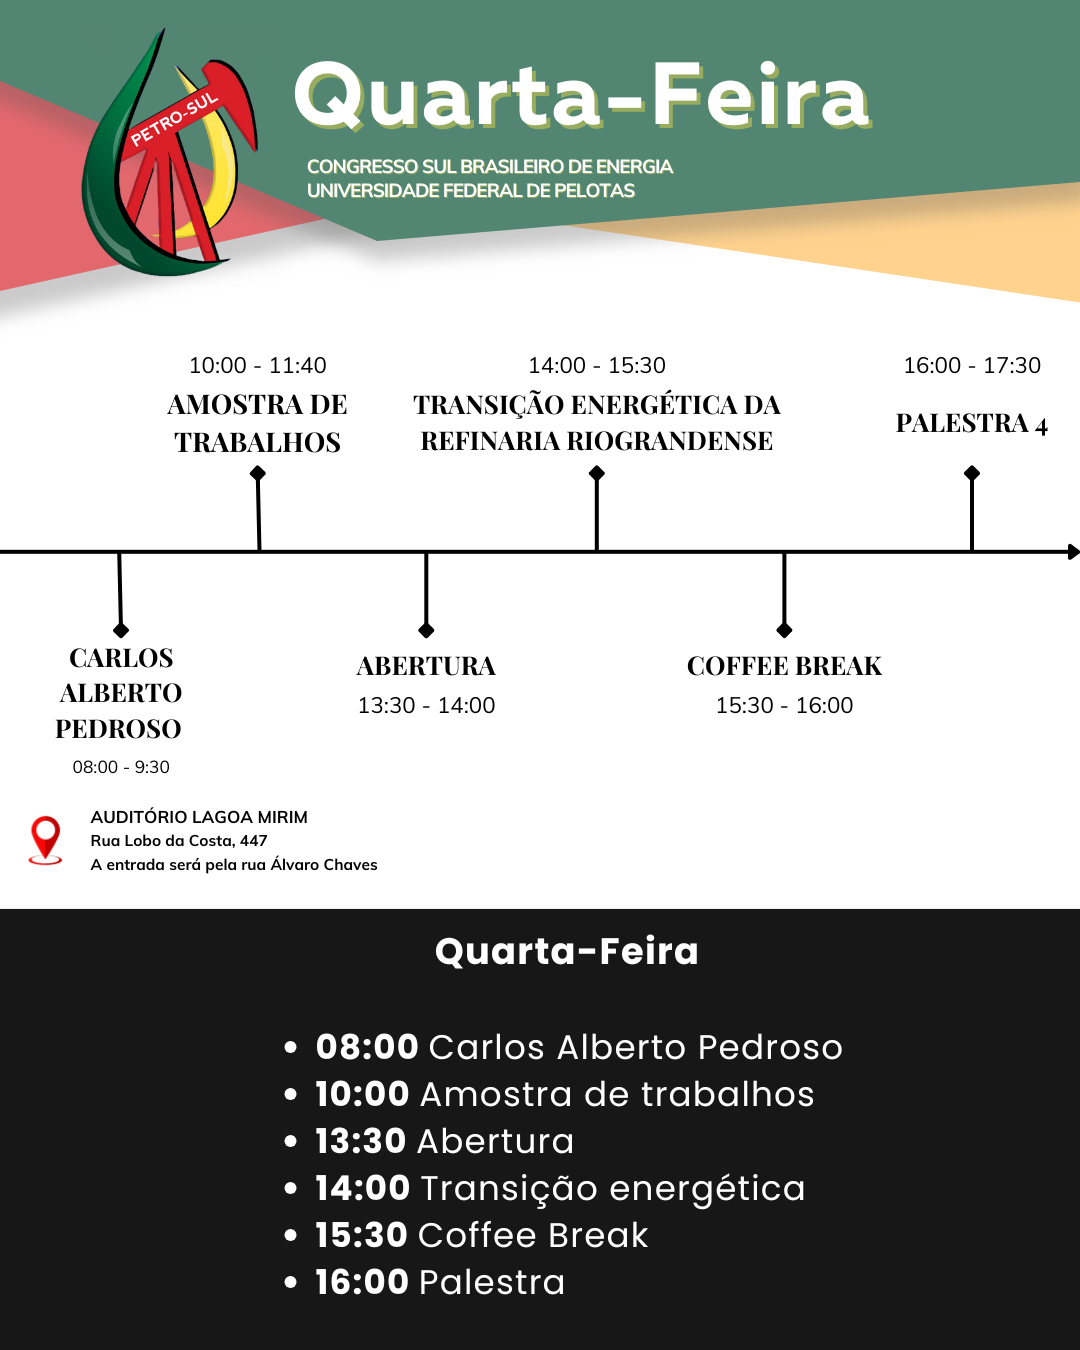 PETRO-SUL
Quarta-Feira
CONGRESSO SUL BRASILEIRO DE ENERGIA
UNIVERSIDADE FEDERAL DE PELOTAS
10:00 - 11:40
AMOSTRA DE
TRABALHOS
14:00 - 15:30
TRANSIÇÃO ENERGÉTICA DA
REFINARIA RIOGRANDENSE
16:00 - 17:30
PALESTRA 4
CARLOS
ALBERTO
PEDROSO
08:00 - 9:30
ABERTURA
13:30 - 14:00
COFFEE BREAK
15:30 - 16:00
AUDITÓRIO LAGOA MIRIM
Rua Lobo da Costa, 447
A entrada será pela rua Álvaro Chaves
Quarta-Feira
• 08:00 Carlos Alberto Pedroso
• 10:00 Amostra de trabalhos
• 13:30 Abertura
• 14:00 Transição energética
• 15:30 Coffee Break
• 16:00 Palestra